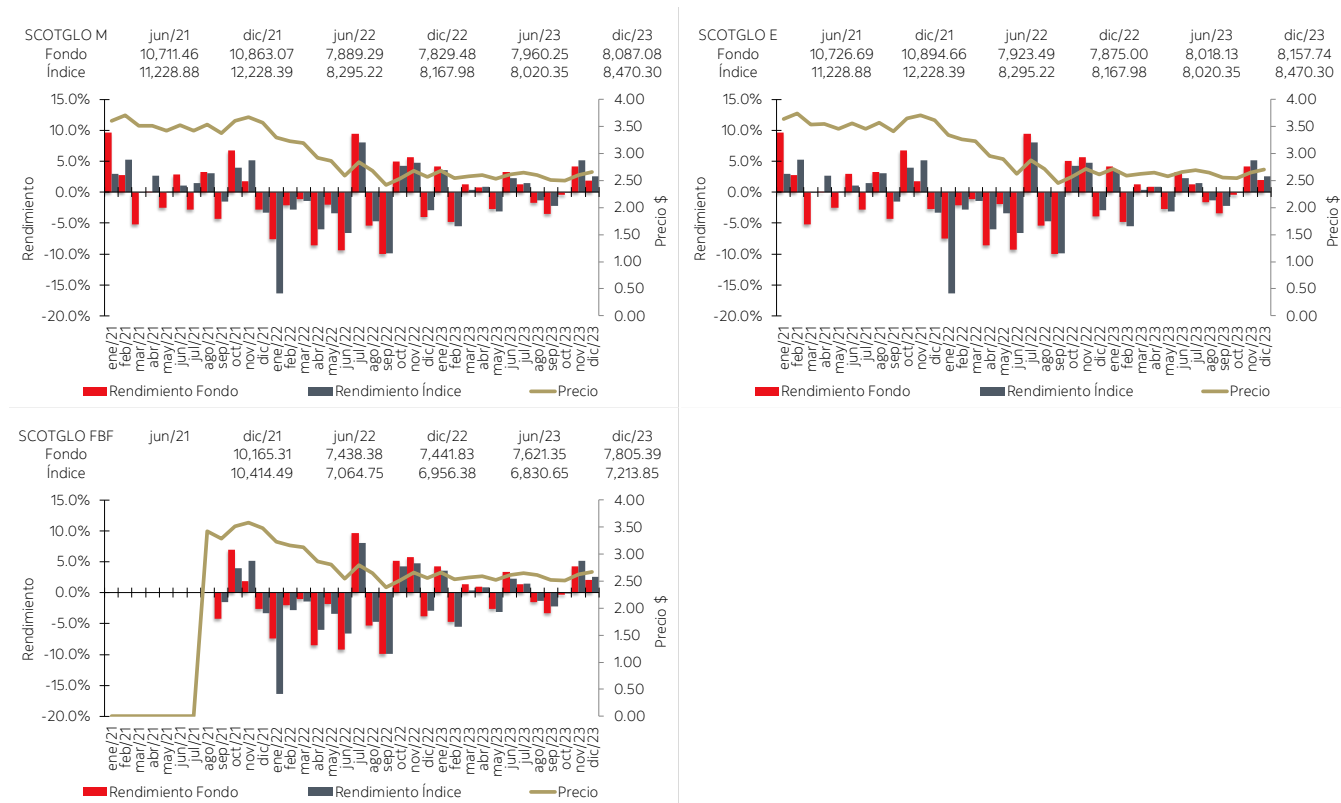 SCOTGLO M jun/21 dic/21 jun/22 dic/22 jun/23 dic/23
Fondo 10,711.46 10,863.07 7,889.29 7,829.48 7,960.25 8,087.08
Índice 11,228.88 12,228.39 8,295.22 8,167.98 8,020.35 8,470.30
15.0%
10.0%
5.0%
0.0%
-5.0%
-10.0%
-15.0%
-20.0%
Rendimiento
4.00
3.50
3.00
2.50
2.00
1.50
1.00
0.50
0.00
Precio $
ene/21 feb/21 mar/21 abr/21 may/21 jun/21 jul/21 ago/21 sep/21 oct/21 nov/21 dic/21 ene/22 feb/22 mar/22 abr/22 may/22 jun/22 jul/22 ago/22 sep/22 oct/22 nov/22 dic/22 ene/23 feb/23 mar/23 abr/23 may/23 jun/23 jul/23 ago/23 sep/23 oct/23 nov/23 dic/23
Rendimiento Fondo Rendimiento Índice Precio
SCOTGLO E jun/21 dic/21 jun/22 dic/22 jun/23 dic/23
Fondo 10,726.69 10,894.66 7,923.49 7,875.00 8,018.13 8,157.74
Índice 11,228.88 12,228.39 8,295.22 8,167.98 8,020.35 8,470.30
15.0%
10.0%
5.0%
0.0%
-5.0%
-10.0%
-15.0%
-20.0%
Rendimiento
4.00
3.50
3.00
2.50
2.00
1.50
1.00
0.50
0.00
Precio $
ene/21 feb/21 mar/21 abr/21 may/21 jun/21 jul/21 ago/21 sep/21 oct/21 nov/21 dic/21 ene/22 feb/22 mar/22 abr/22 may/22 jun/22 jul/22 ago/22 sep/22 oct/22 nov/22 dic/22 ene/23 feb/23 mar/23 abr/23 may/23 jun/23 jul/23 ago/23 sep/23 oct/23 nov/23 dic/23
Rendimiento Fondo Rendimiento Índice Precio
SCOTGLO FBF jun/21 dic/21 jun/22 dic/22 jun/23 dic/23
Fondo 10,165.31 7,438.38 7,441.83 7,621.35 7,805.39
Índice 10,414.49 7,064.75 6,956.38 6,830.65 7,213.85
15.0%
10.0%
5.0%
0.0%
-5.0%
-10.0%
-15.0%
-20.0%
Rendimiento
4.00
3.50
3.00
2.50
2.00
1.50
1.00
0.50
0.00
Precio $
ene/21 feb/21 mar/21 abr/21 may/21 jun/21 jul/21 ago/21 sep/21 oct/21 nov/21 dic/21 ene/22 feb/22 mar/22 abr/22 may/22 jun/22 jul/22 ago/22 sep/22 oct/22 nov/22 dic/22 ene/23 feb/23 mar/23 abr/23 may/23 jun/23 jul/23 ago/23 sep/23 oct/23 nov/23 dic/23
Rendimiento Fondo Rendimiento Índice Precio